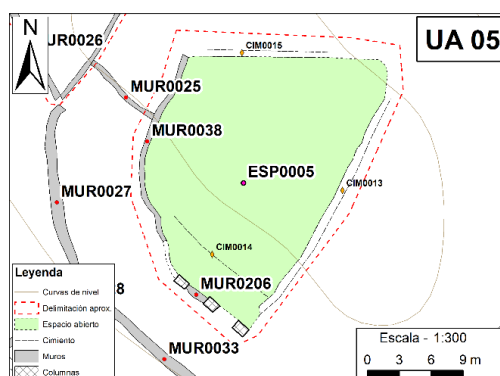 N
UR0026
CIM0015
UA 05
MUR0025
MUR0038
ESP0005
CIM0013
MUR0027
CIM0014
MUR0206
8
MUR0033
Leyenda
Curvas de nivel
Delimitación aprox.
Espacio abierto
Cimiento
Muros
Columnas
Escala - 1:300
0 3 6 9 m